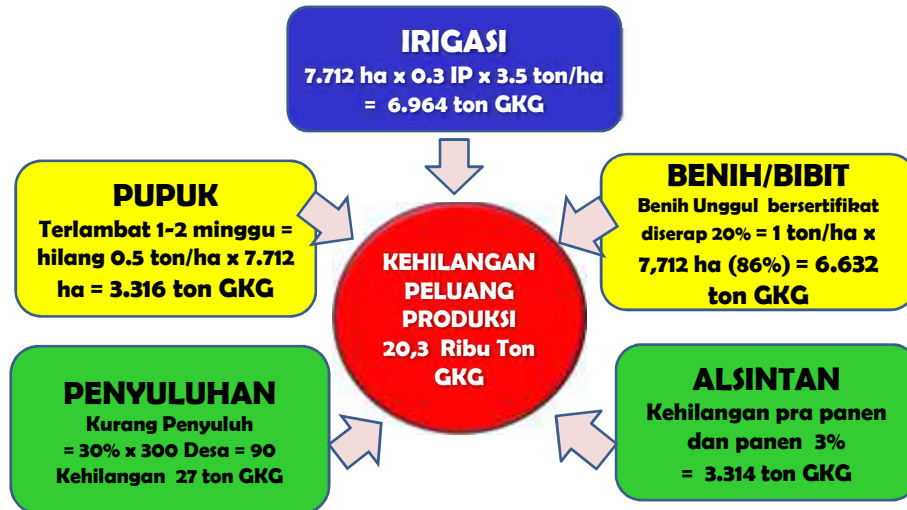 IRIGASI
7.712 ha x 0.3 IP x 3.5 ton/ha
= 6.964 ton GKG
PUPUK
Terlambat 1-2 minggu =
hilang 0.5 ton/ha x 7.712
ha = 3.316 ton GKG
BENIH/BIBIT
Benih Unggul bersertifikat
diserap 20% = 1 ton/ha x
7,712 ha (86%) = 6.632
ton GKG
KEHILANGAN
PELUANG
PRODUKSI
20,3 Ribu Ton
GKG
PENYULUHAN
Kurang Penyuluh
= 30% x 300 Desa = 90
Kehilangan 27 ton GKG
ALSINTAN
Kehilangan pra panen
dan panen 3%
= 3.314 ton GKG